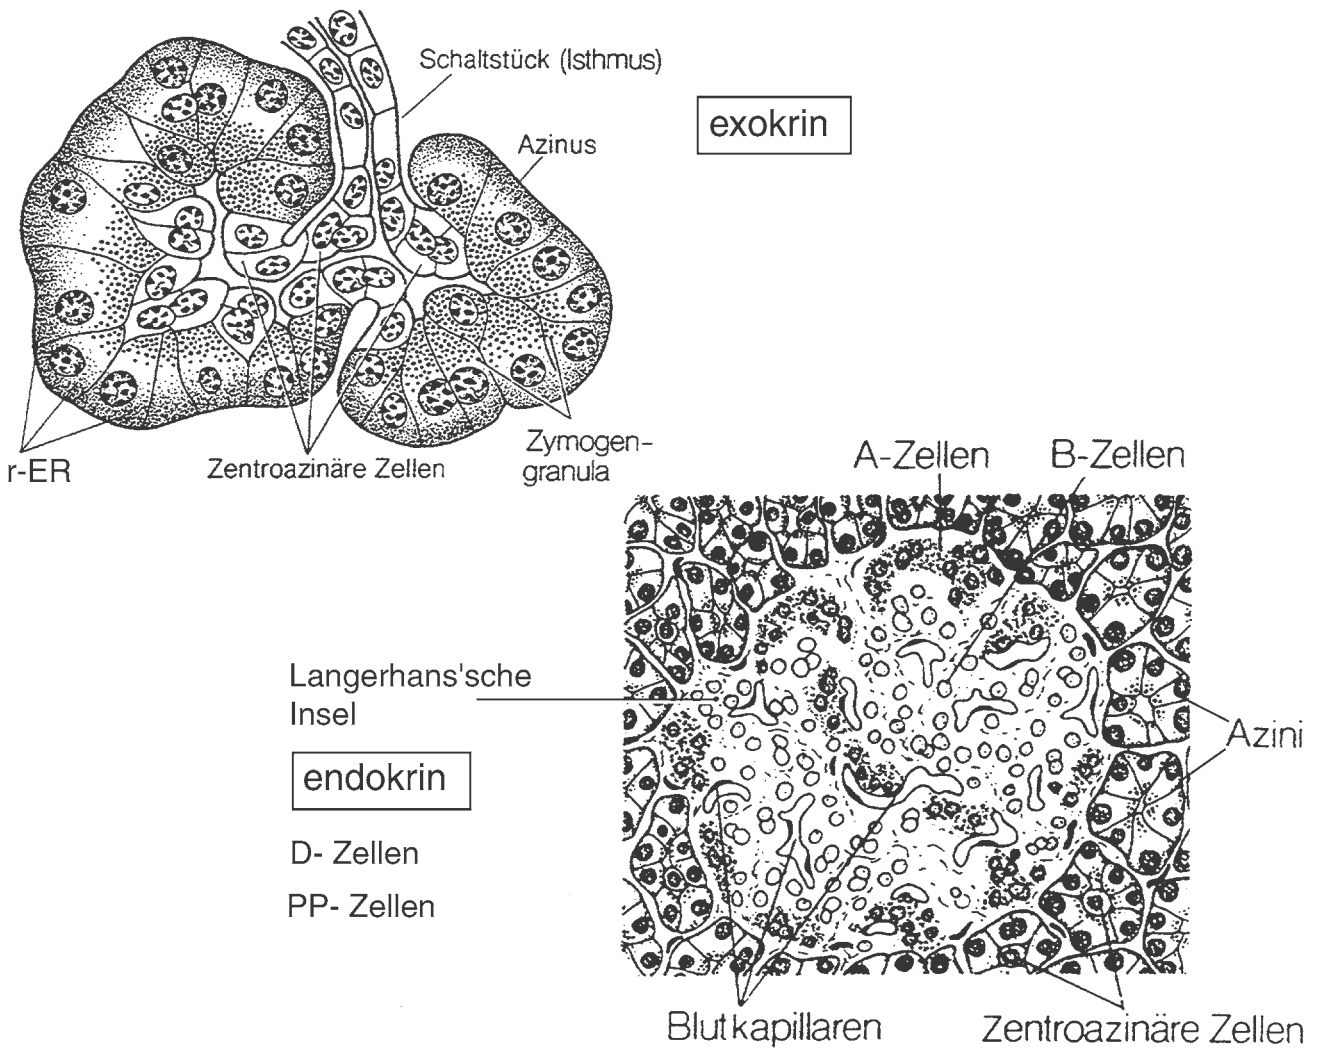 Schaltstück (Isthmus)
exokrin
Azinus
Zymogen-
granula
r-ER
Zentroazinäre Zellen
A-Zellen
B-Zellen
Langerhans'sche
Insel
endokrin
D- Zellen
PP- Zellen
Azini
Blutkapillaren
Zentroazinäre Zellen